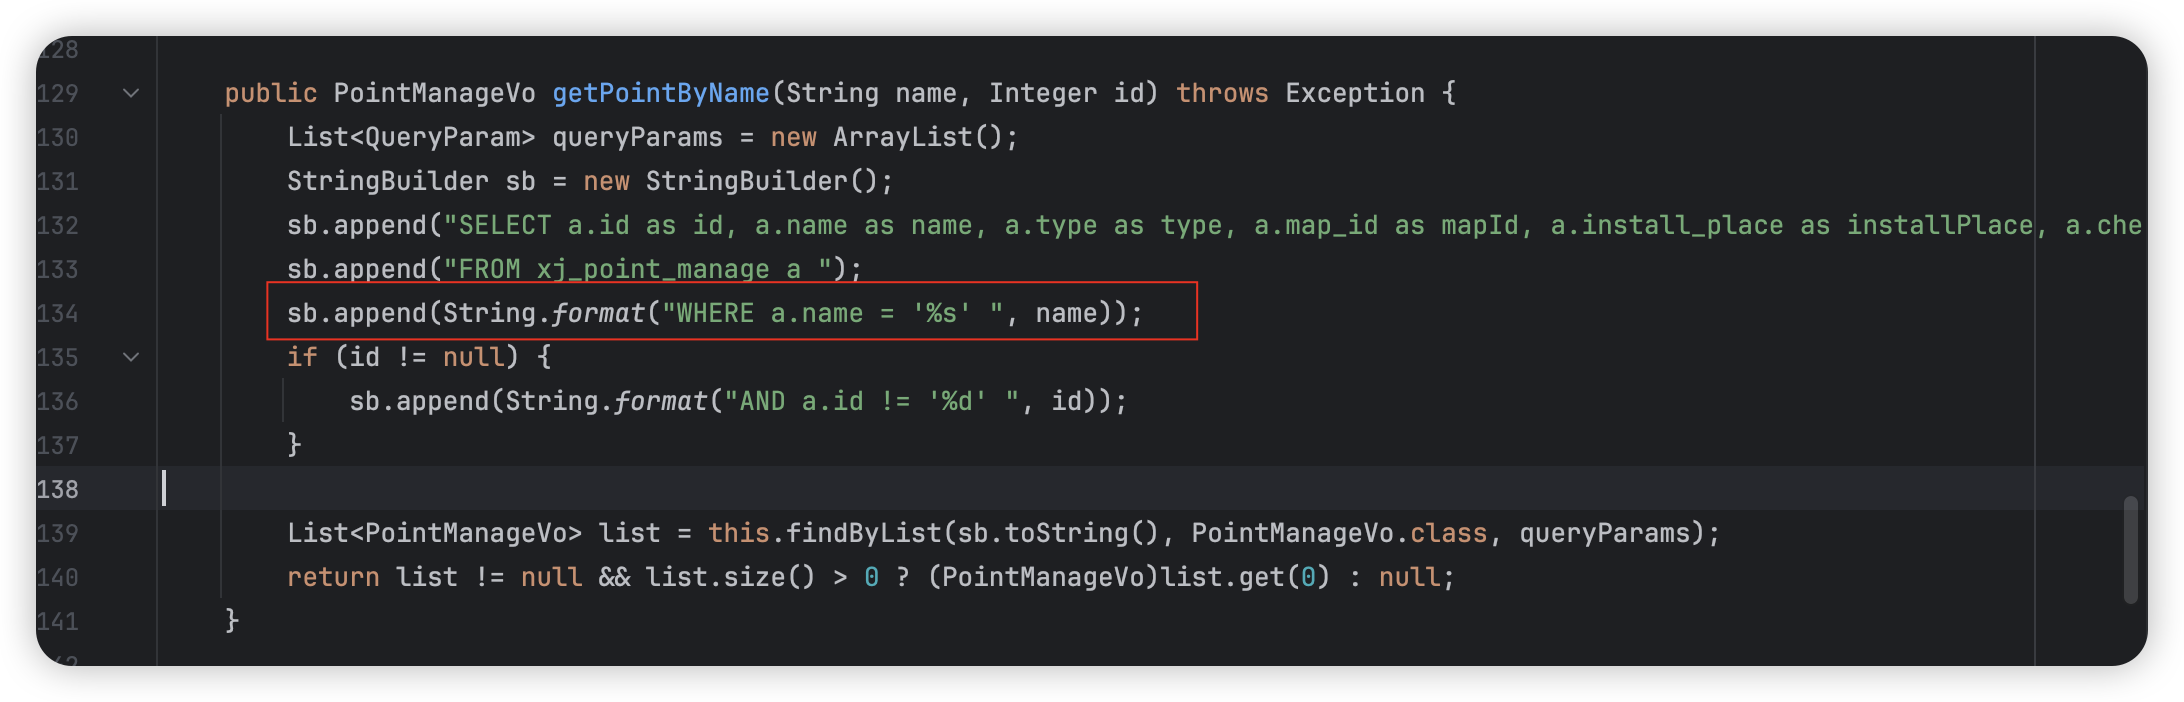 128
129 public PointManageVo getPointByName(String name, Integer id) throws Exception {
130 List<QueryParam> queryParams = new ArrayList();
131 StringBuilder sb = new StringBuilder();
132 sb.append("SELECT a.id as id, a.name as name, a.type as type, a.map_id as mapId, a.install_place as installPlace, a.che
133 sb.append("FROM xj_point_manage a ");
134 sb.append(String.format("WHERE a.name = '%s' ", name));
135 if (id != null) {
136 sb.append(String.format("AND a.id != '%d' ", id));
137 }
138
139 List<PointManageVo> list = this.findByList(sb.toString(), PointManageVo.class, queryParams);
140 return list != null && list.size() > 0 ? (PointManageVo)list.get(0) : null;
141 }